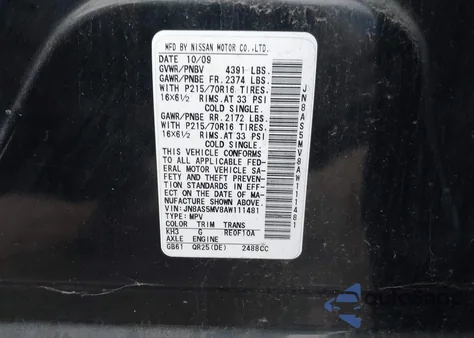 MFD BY NISSAN MOTOR CO.,LTD.
DATE 10/09
GVWR/PNBV 4391 LBS.
GAWR/PNBE FR.2374 LBS.
WITH P215/70R16 TIRES.
16X6½ RIMS.AT 33 PSI
COLD SINGLE.
GAWR/PNBE RR.2172 LBS.
WITH P215/70R16 TIRES.
16X6½ RIMS.AT 33 PSI
COLD SINGLE.
THIS VEHICLE CONFORMS
TO ALL APPLICABLE FED-
ERAL MOTOR VEHICLE SA-
FETY AND THEFT PREVENT-
ION STANDARDS IN EFFECT
ON THE DATE OF MA-
NUFACTURE SHOWN ABOVE.
VIN: JN8AS5MV8AW111481
TYPE: MPV
COLOR TRIM TRANS
KH3 G RE0F10A
AXLE ENGINE
GB61 QR25(DE) 2488CC
JN8AS5MV8AW111481